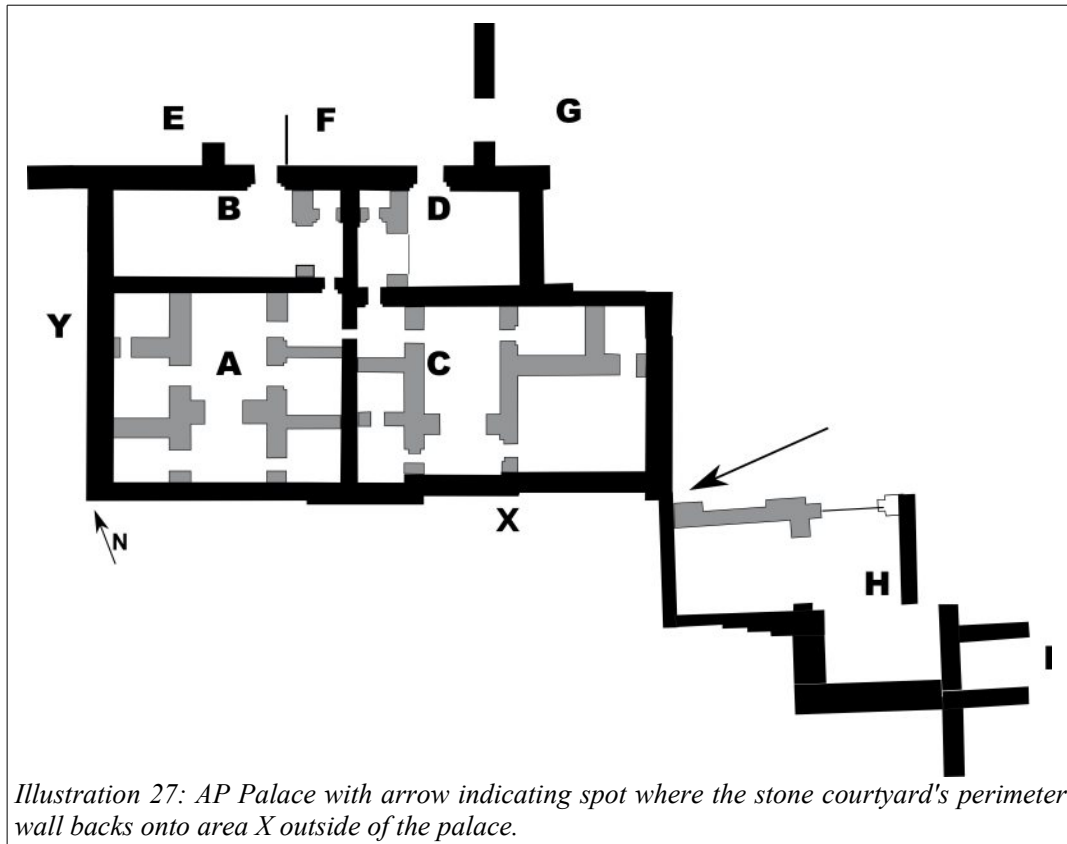 E
F
G
B
D
Y
A
C
N
X
H
I
Illustration 27: AP Palace with arrow indicating spot where the stone courtyard's perimeter
wall backs onto area X outside of the palace.